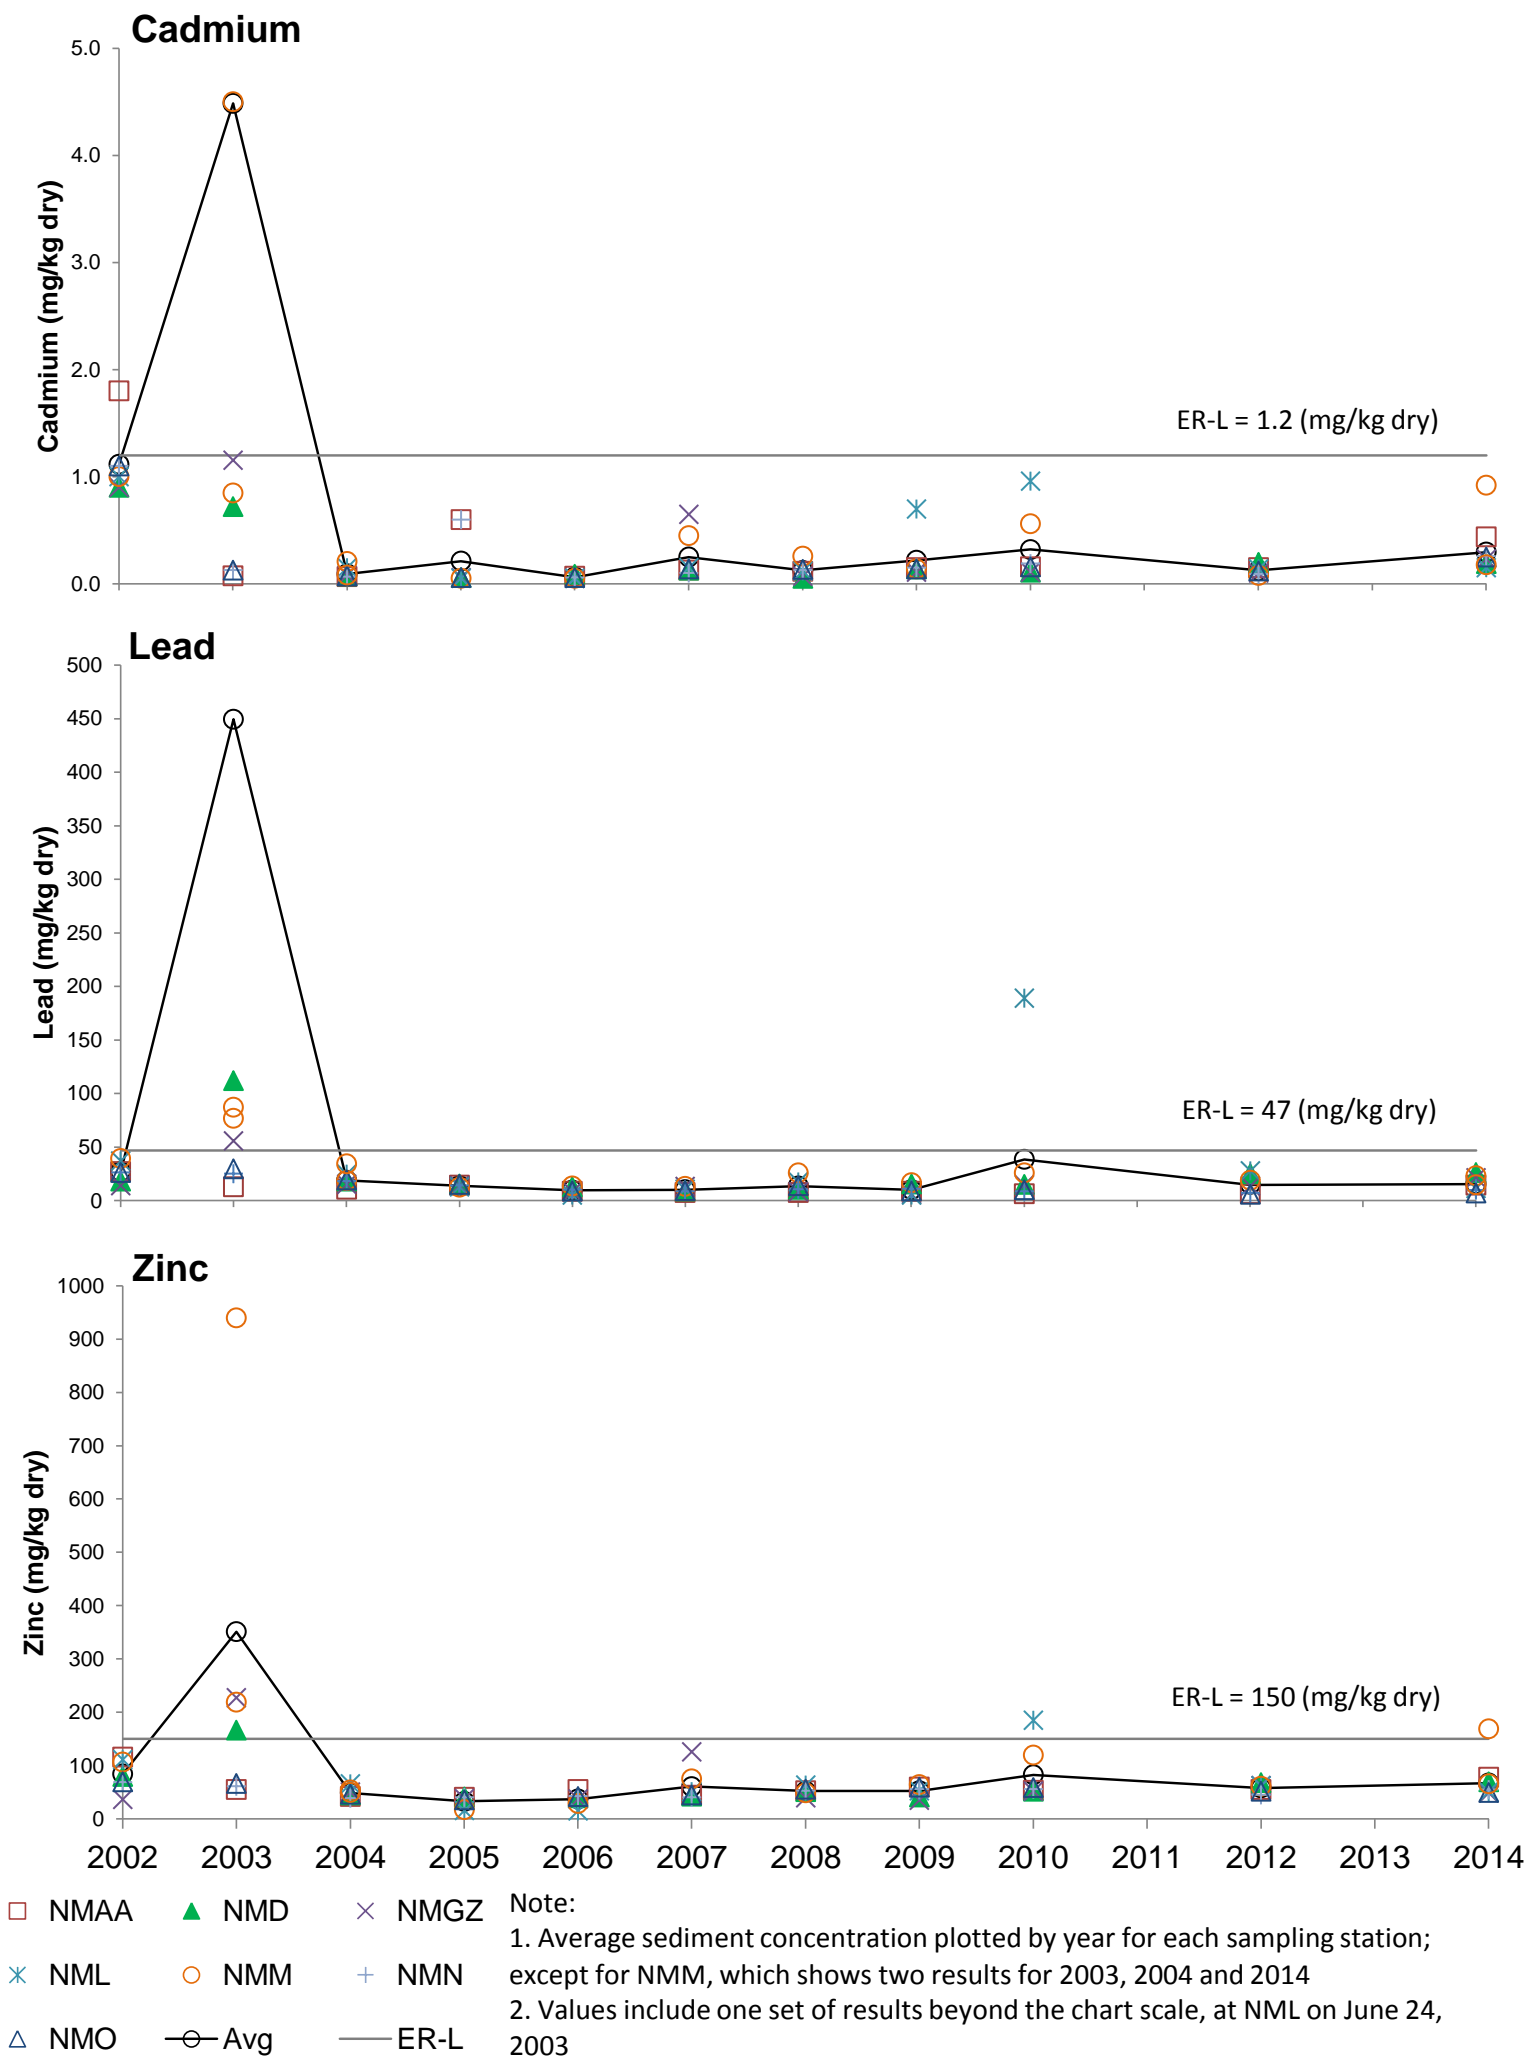 Cadmium
5.0
4.0
3.0
2.0
1.0
0.0
Cadmium (mg/kg dry)
ER-L = 1.2 (mg/kg dry)
Lead
500
450
400
350
300
250
200
150
100
50
0
Lead (mg/kg dry)
ER-L = 47 (mg/kg dry)
Zinc
1000
900
800
700
600
500
400
300
200
100
0
Zinc (mg/kg dry)
ER-L = 150 (mg/kg dry)
2002 2003 2004 2005 2006 2007 2008 2009 2010 2011 2012 2013 2014
NMAA NMD NMGZ
NML NMM NMN
NMO Avg ER-L
Note:
1. Average sediment concentration plotted by year for each sampling station;
except for NMM, which shows two results for 2003, 2004 and 2014
2. Values include one set of results beyond the chart scale, at NML on June 24,
2003